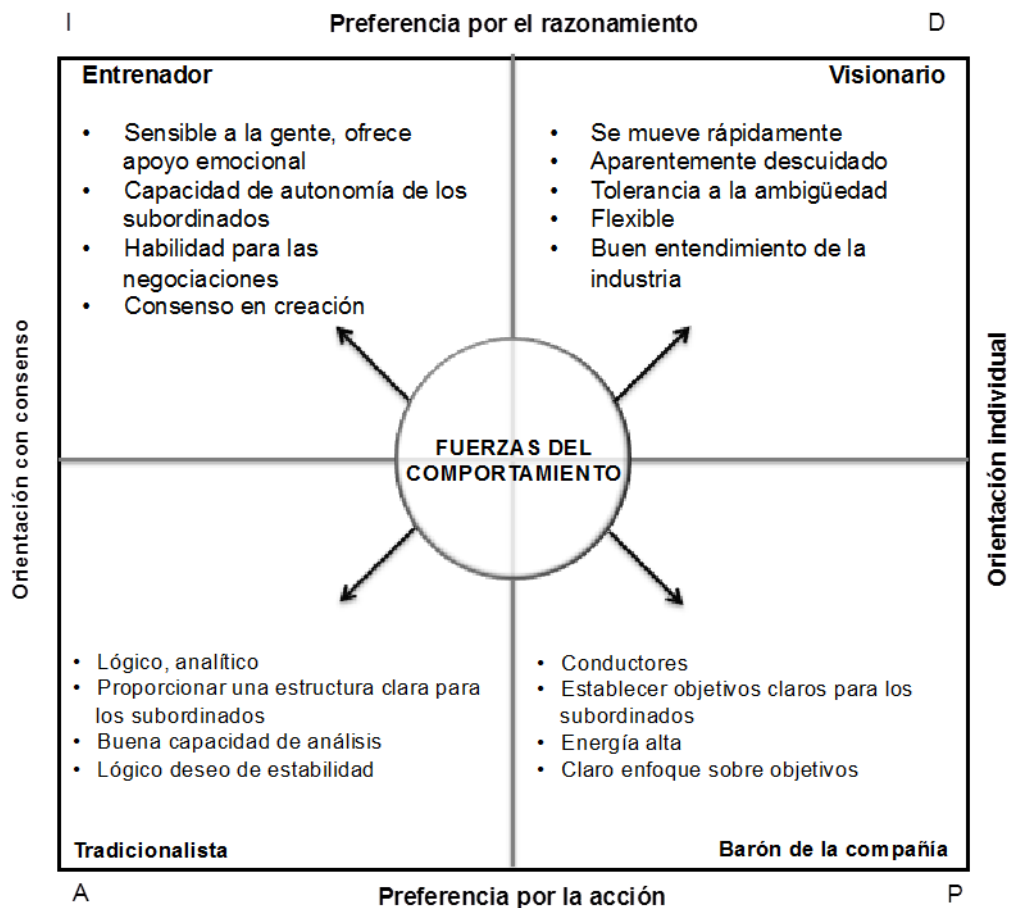 I
Preferencia por el razonamiento
D
Entrenador
• Sensible a la gente, ofrece
apoyo emocional
• Capacidad de autonomía de los
subordinados
• Habilidad para las
negociaciones
• Consenso en creación
Visionario
• Se mueve rápidamente
• Aparentemente descuidado
• Tolerancia a la ambigüedad
• Flexible
• Buen entendimiento de la
industria
Orientación con consenso
FUERZAS DEL
COMPORTAMIENTO
Orientación individual
• Lógico, analítico
• Proporcionar una estructura clara para
los subordinados
• Buena capacidad de análisis
• Lógico deseo de estabilidad
Tradicionalista
• Conductores
• Establecer objetivos claros para los
subordinados
• Energía alta
• Claro enfoque sobre objetivos
Barón de la compañía
A
Preferencia por la acción
P